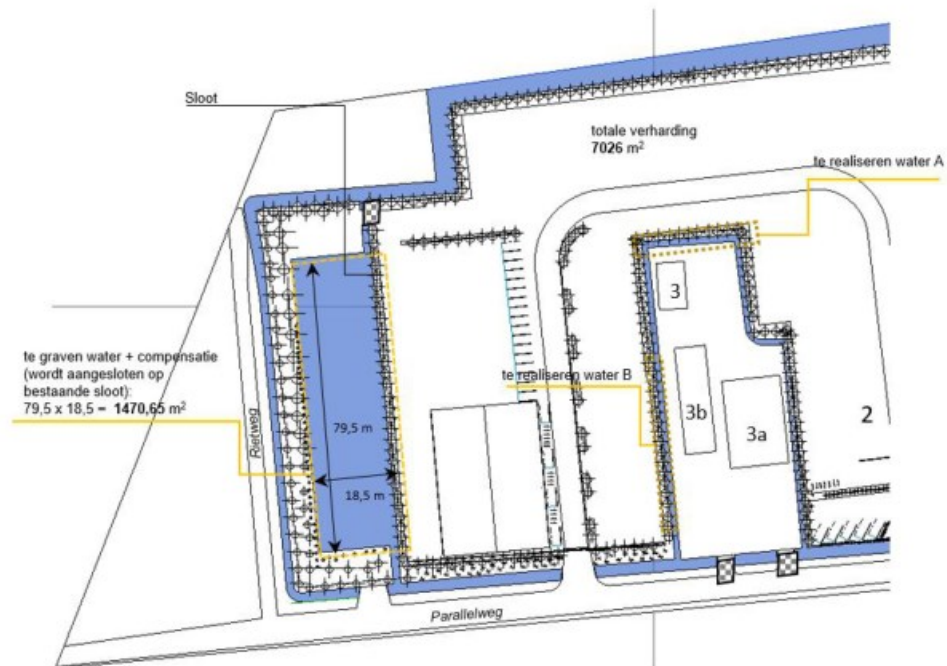 Sloot
totale verharding
7026 m²
te realiseren water A
te graven water + compensatie
(wordt aangesloten op
bestaande sloot):
79,5 x 18,5 = 1470,65 m²
Rietweg
79,5 m
18,5 m
te realiseren water B
3
3b
3a
2
Parallelweg